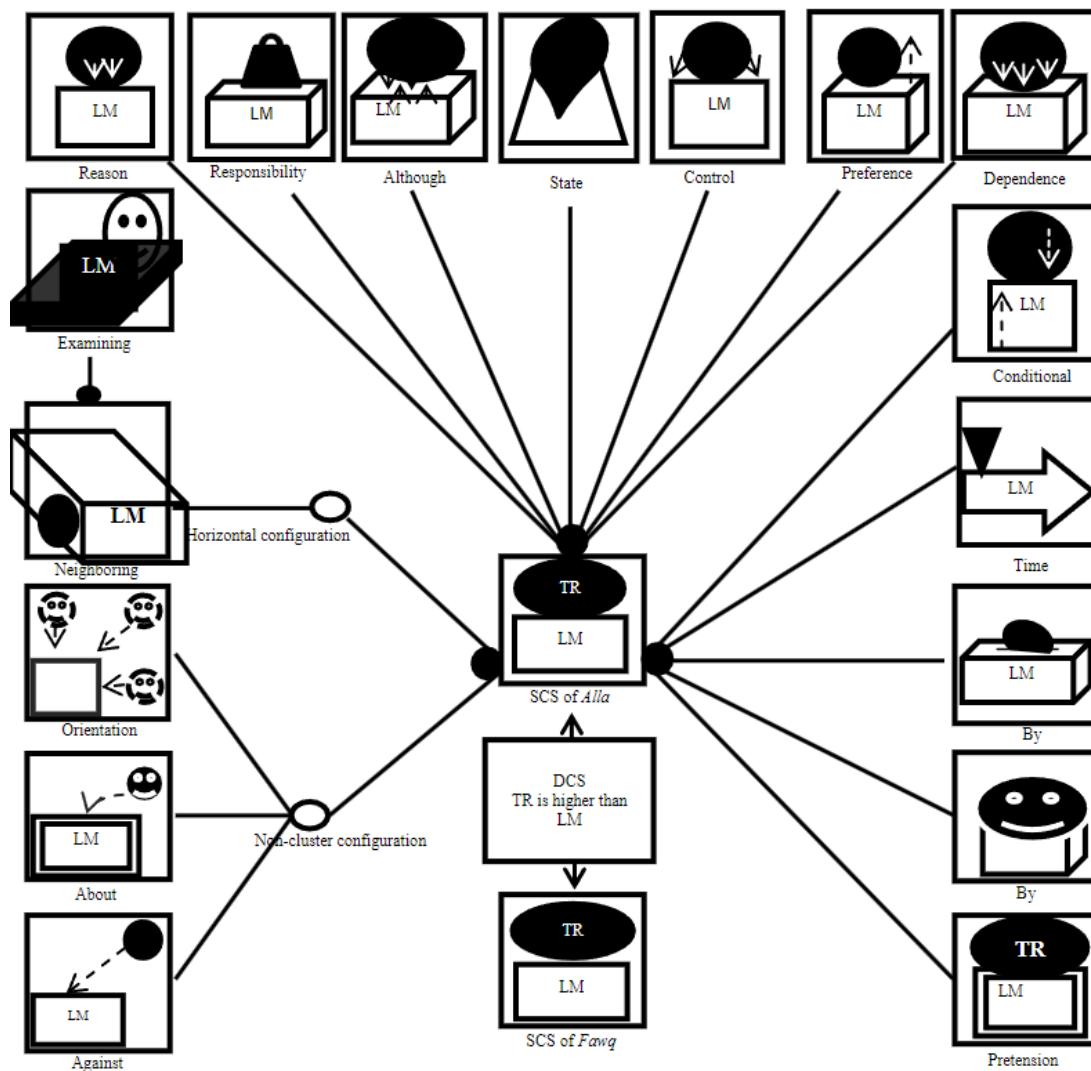 LM
LM
LM
LM
LM
LM
Reason
Responsibility
Although
State
Control
Preference
Dependence
LM
Examining
LM
Conditional
LM
Neighboring
Horizontal configuration
LM
Time
TR
LM
SCS of Alla
LM
By
Orientation
DCS
TR is higher than
LM
LM
About
Non-cluster configuration
By
TR
LM
SCS of Fawq
LM
Against
TR
LM
Pretension